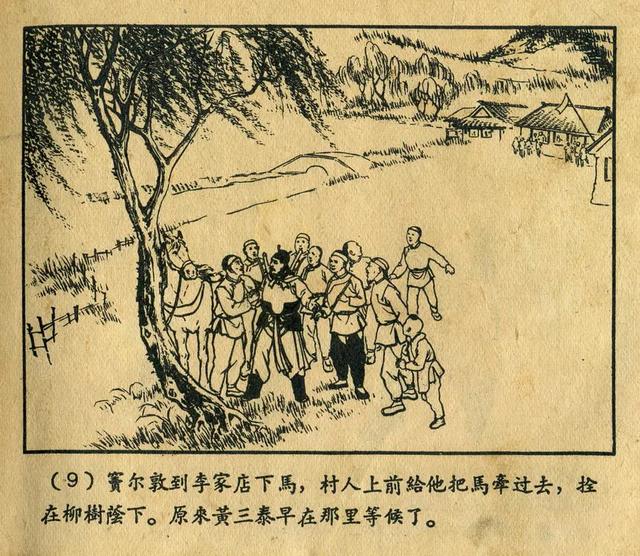 (9) 竇尔敦到李家店下馬，村人上前給他把馬牽过去，拴
在柳樹蔭下。原來黃三泰早在那里等候了。